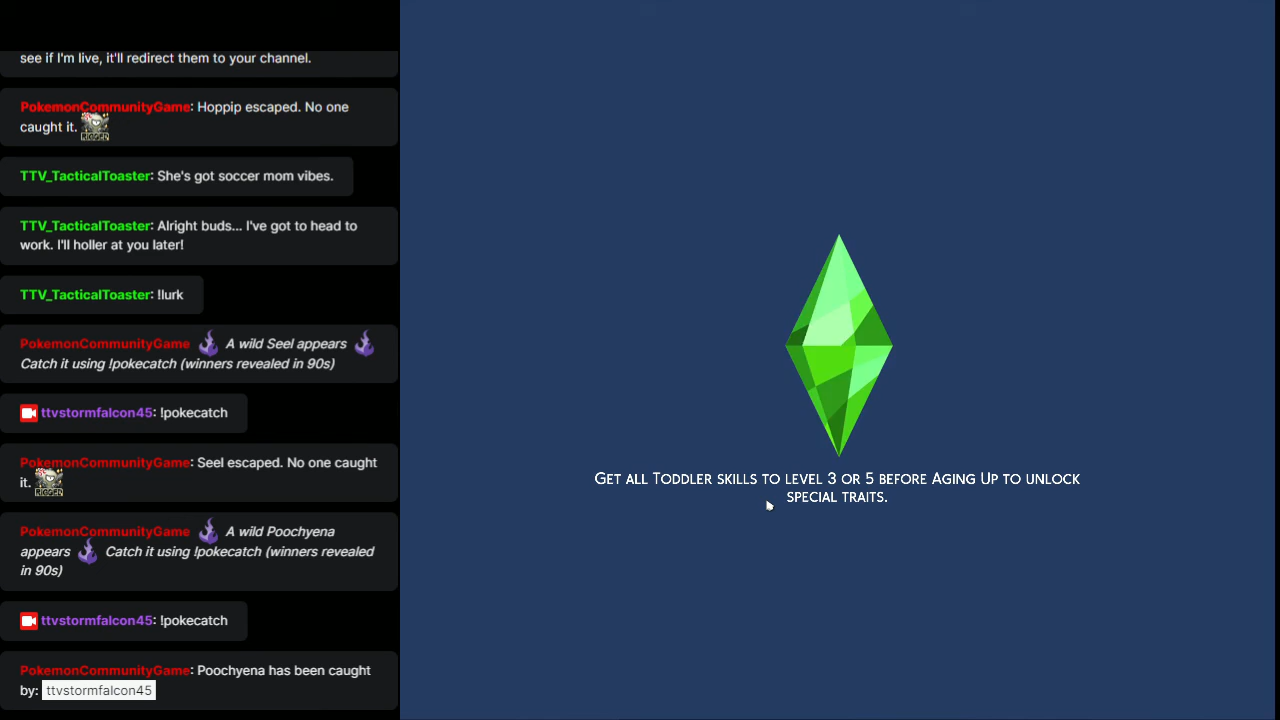 see if I'm live, it'll redirect them to your channel.
PokemonCommunityGame: Hoppip escaped. No one
caught it. RIGGED
TTV_TacticalToaster: She's got soccer mom vibes.
TTV_TacticalToaster: Alright buds... I've got to head to
work. I'll holler at you later!
TTV_TacticalToaster: !lurk
PokemonCommunityGame A wild Seel appears
Catch it using !pokecatch (winners revealed in 90s)
ttvstormfalcon45: !pokecatch
PokemonCommunityGame: Seel escaped. No one caught
it. RIGGED
PokemonCommunityGame A wild Poochyena
appears Catch it using !pokecatch (winners revealed
in 90s)
ttvstormfalcon45: !pokecatch
PokemonCommunityGame: Poochyena has been caught
by: ttvstormfalcon45
GET ALL TODDLER SKILLS TO LEVEL 3 OR 5 BEFORE AGING UP TO UNLOCK
SPECIAL TRAITS.